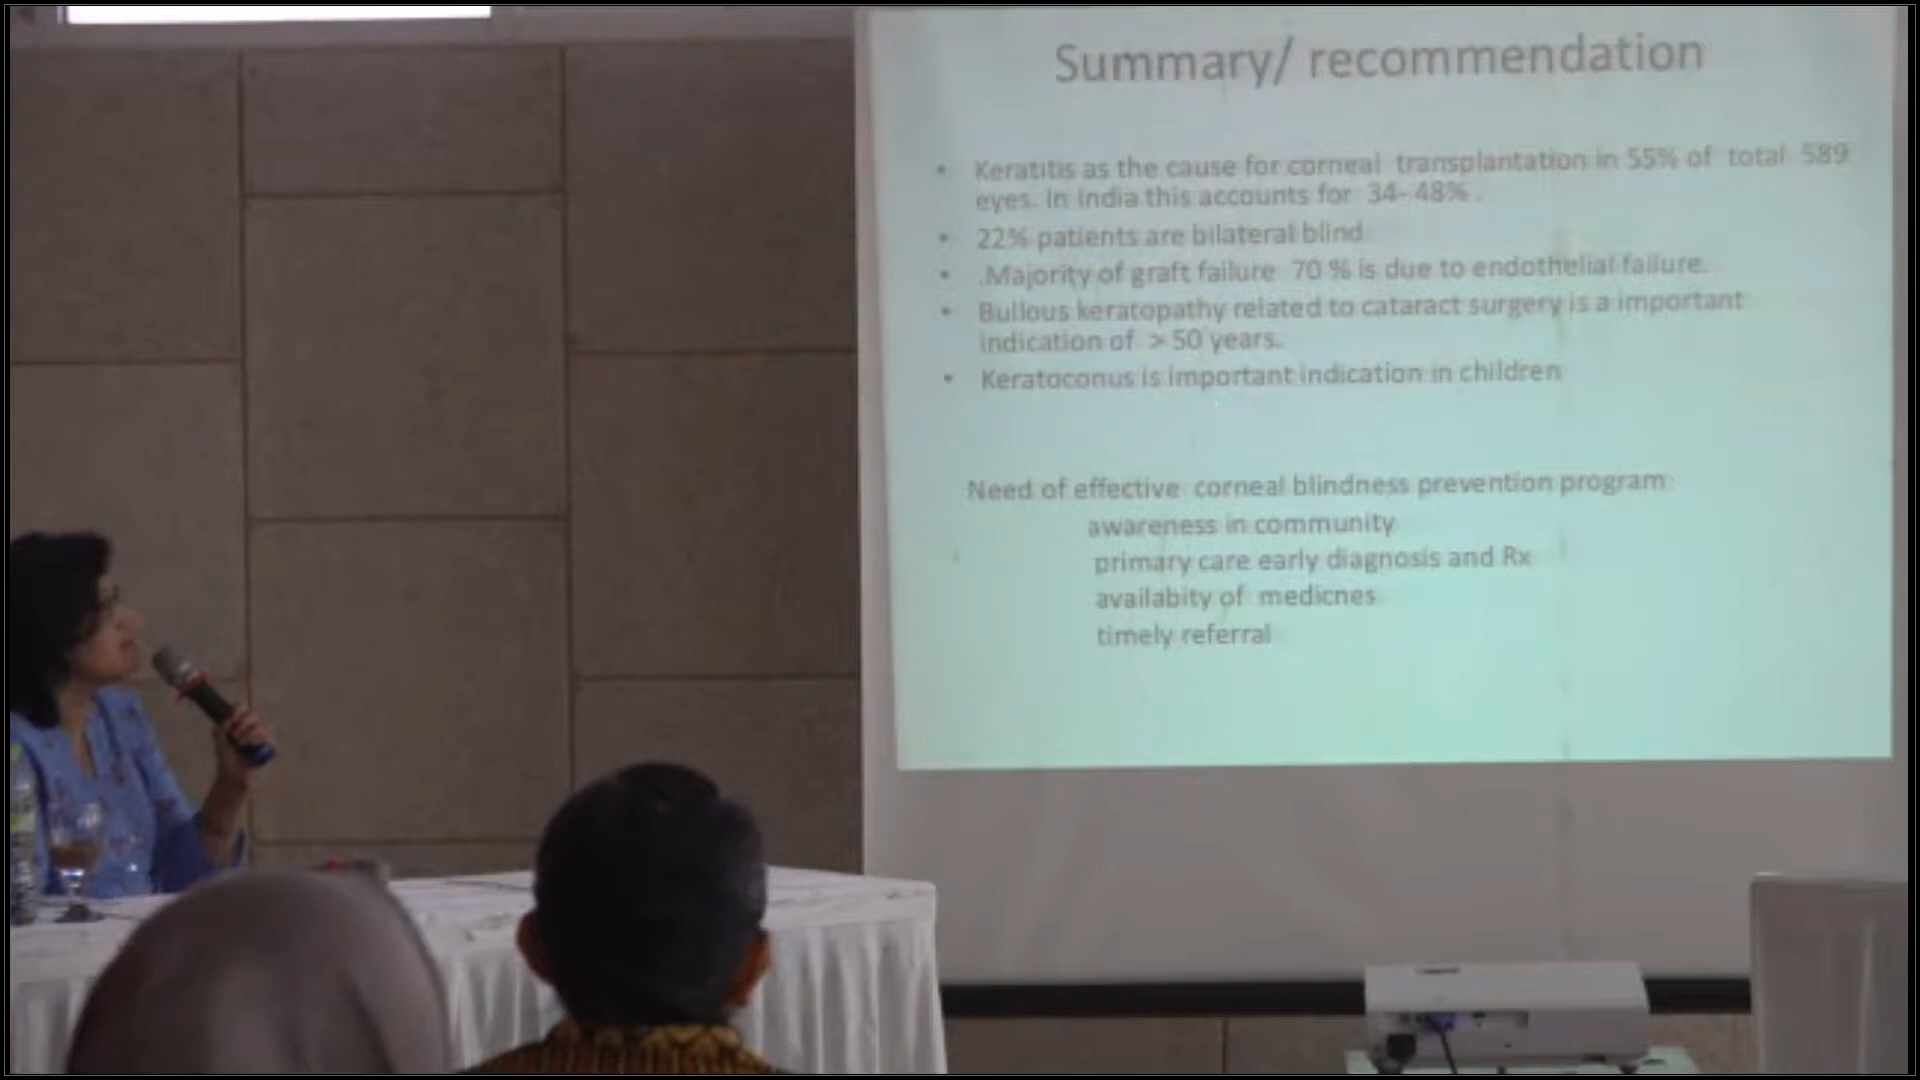 Summary/ recommendation
• Keratitis as the cause for corneal transplantation in 55% of total 589
eyes. In India this accounts for 34- 48% .
• 22% patients are bilateral blind
• .Majority of graft failure 70 % is due to endothelial failure.
• Bullous keratopathy related to cataract surgery is a important
indication of > 50 years.
• Keratoconus is important indication in children
Need of effective corneal blindness prevention program
awareness in community
primary care early diagnosis and Rx
availabity of medicnes
timely referral